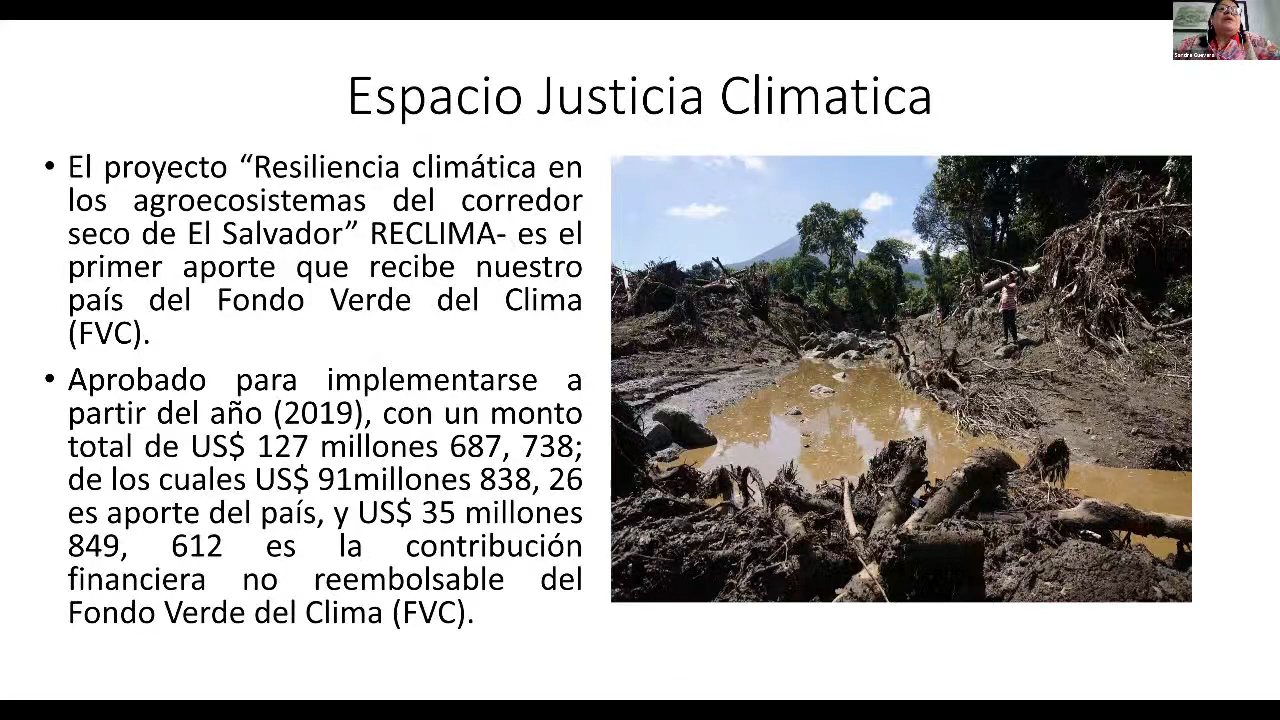 Sandra Guevara
Espacio Justicia Climatica
• El proyecto “Resiliencia climática en
los agroecosistemas del corredor
seco de El Salvador” RECLIMA- es el
primer aporte que recibe nuestro
país del Fondo Verde del Clima
(FVC).
• Aprobado para implementarse a
partir del año (2019), con un monto
total de US$ 127 millones 687, 738;
de los cuales US$ 91millones 838, 26
es aporte del país, y US$ 35 millones
849, 612 es la contribución
financiera no reembolsable del
Fondo Verde del Clima (FVC).